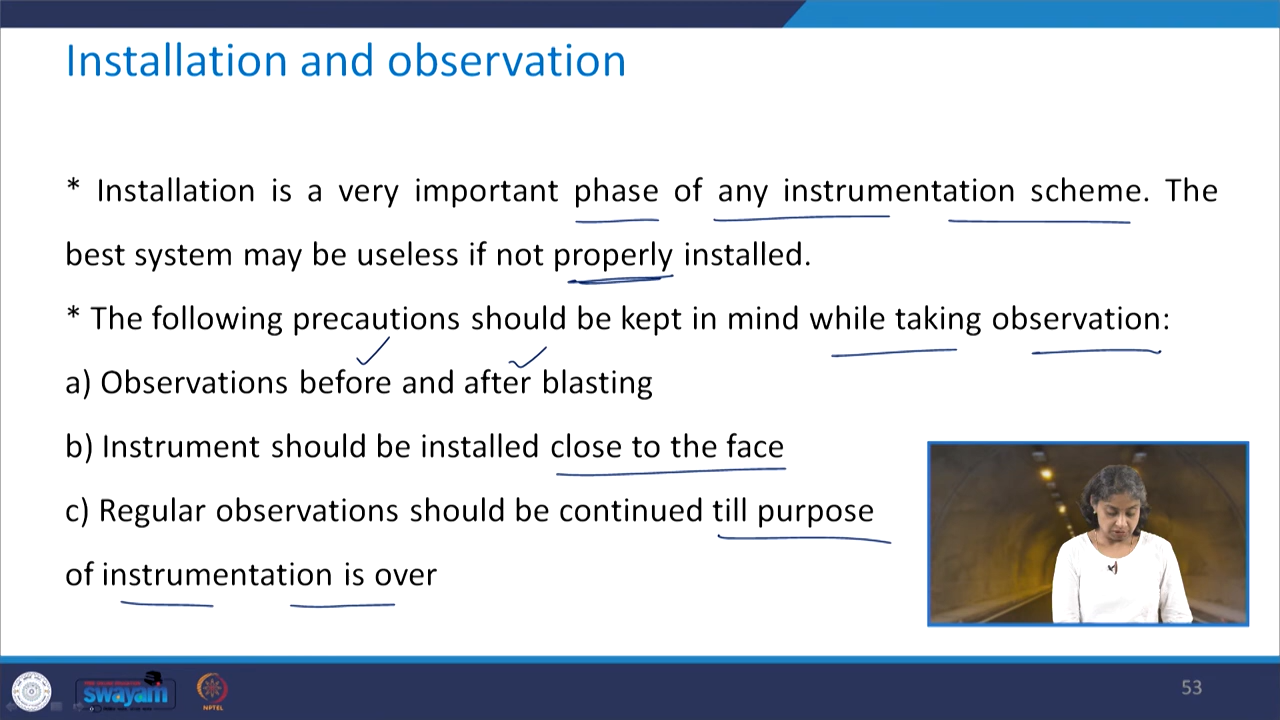 Installation and observation
* Installation is a very important phase of any instrumentation scheme. The
best system may be useless if not properly installed.
* The following precautions should be kept in mind while taking observation:
a) Observations before and after blasting
b) Instrument should be installed close to the face
c) Regular observations should be continued till purpose
of instrumentation is over
swayam
NPTEL
53